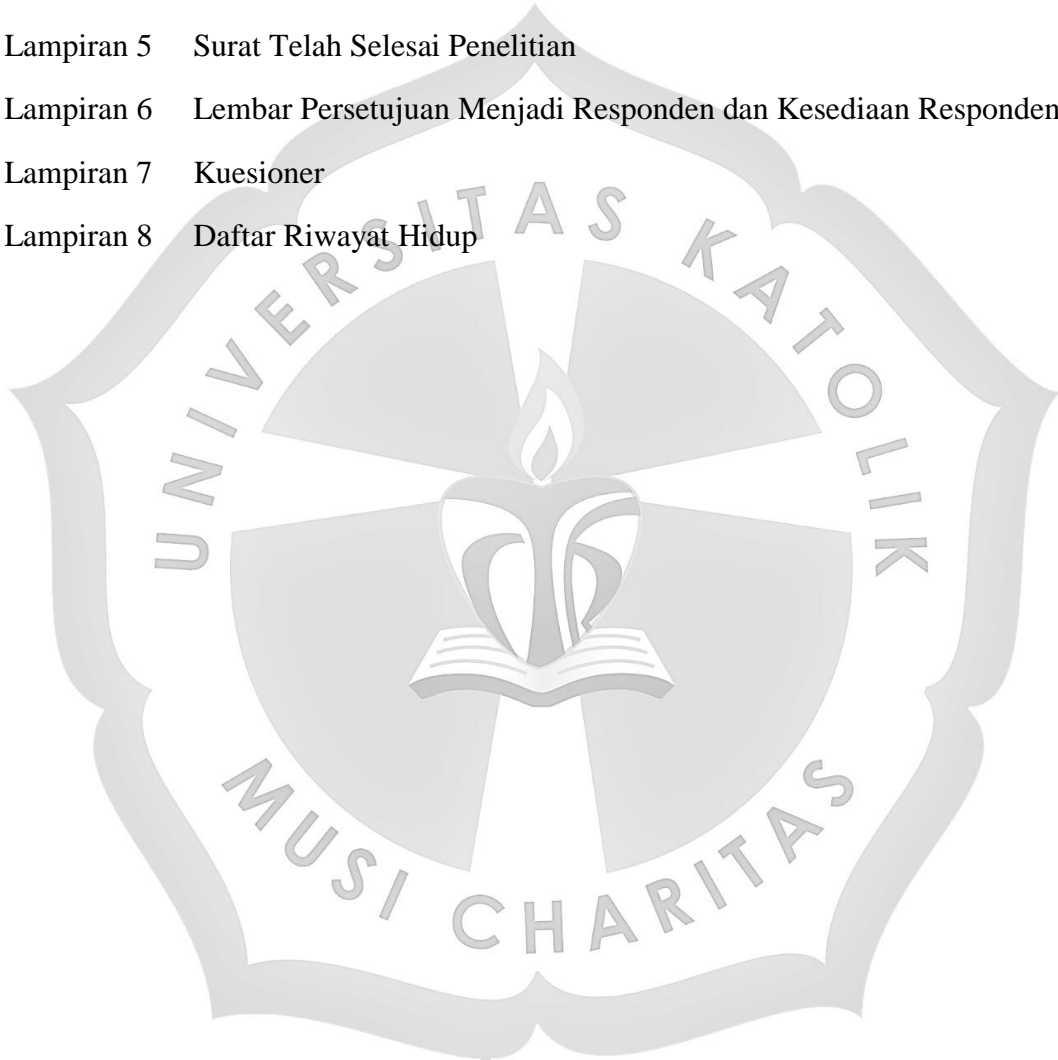 Lampiran 5 Surat Telah Selesai Penelitian
Lampiran 6 Lembar Persetujuan Menjadi Responden dan Kesediaan Responden
Lampiran 7 Kuesioner
Lampiran 8 Daftar Riwayat Hidup
UNIVERSITAS KATOLIK
MUSI CHARITAS